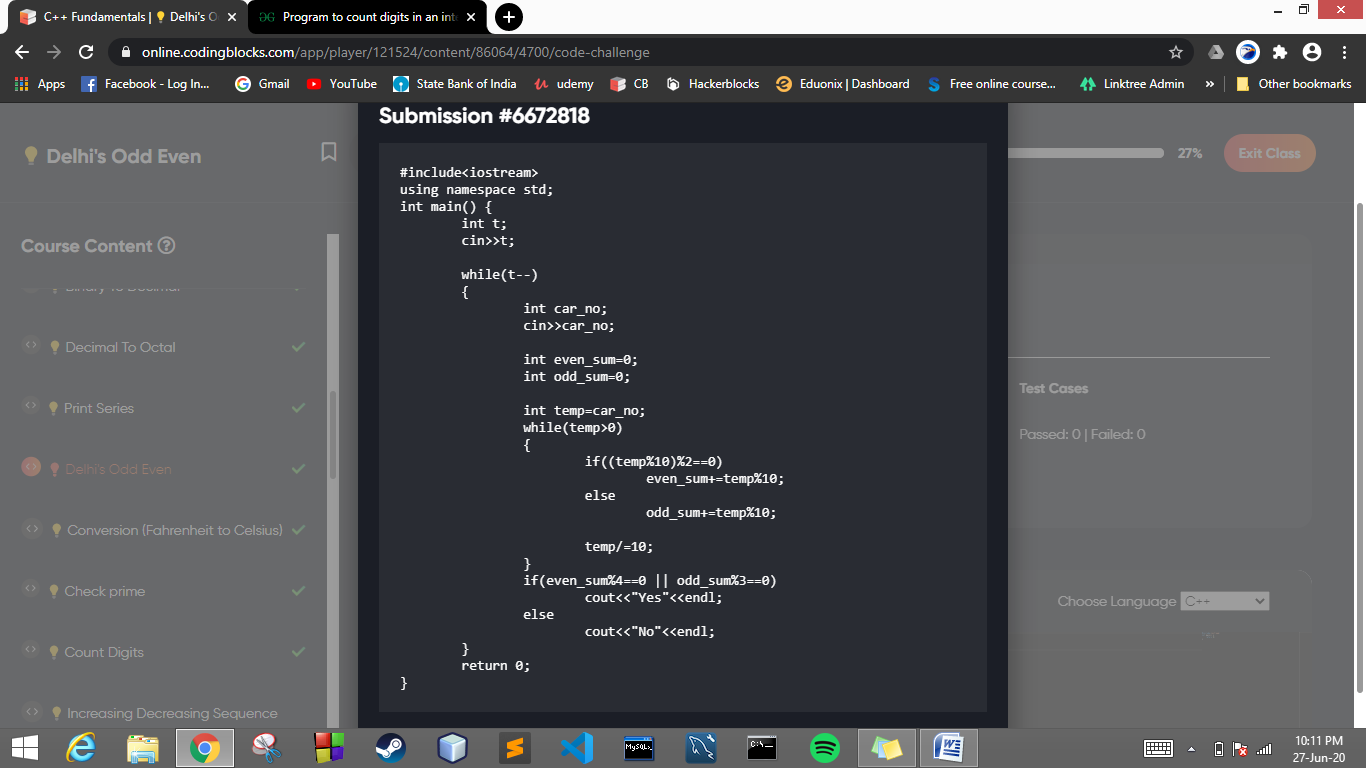 C++ Fundamentals | 💡 Delhi's O
Program to count digits in an inte
online.codingblocks.com/app/player/121524/content/86064/4700/code-challenge
Apps
Facebook - Log In...
Gmail
YouTube
State Bank of India
udemy
CB
Hackerblocks
Eduonix | Dashboard
Free online course...
Linktree Admin
»
Other bookmarks
Submission #6672818
Delhi's Odd Even
27%
Exit Class
Course Content
Binary To Decimal
Decimal To Octal
Print Series
Delhi's Odd Even
Conversion (Fahrenheit to Celsius)
Check prime
Count Digits
Increasing Decreasing Sequence
#include<iostream>
using namespace std;
int main() {
int t;
cin>>t;
while(t--)
{
int car_no;
cin>>car_no;
int even_sum=0;
int odd_sum=0;
int temp=car_no;
while(temp>0)
{
if((temp%10)%2==0)
even_sum+=temp%10;
else
odd_sum+=temp%10;
temp/=10;
}
if(even_sum%4==0 || odd_sum%3==0)
cout<<"Yes"<<endl;
else
cout<<"No"<<endl;
}
return 0;
}
Test Cases
Passed: 0 | Failed: 0
Choose Language
C++
10:11 PM
27-Jun-20